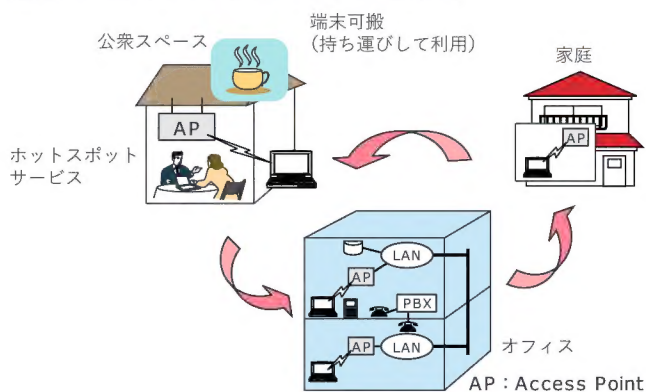 端末可搬
(持ち運びして利用)
公衆スペース
家庭
AP
AP
ホットスポット
サービス
LAN
AP
PBX
AP
LAN
オフィス
AP：Access Point